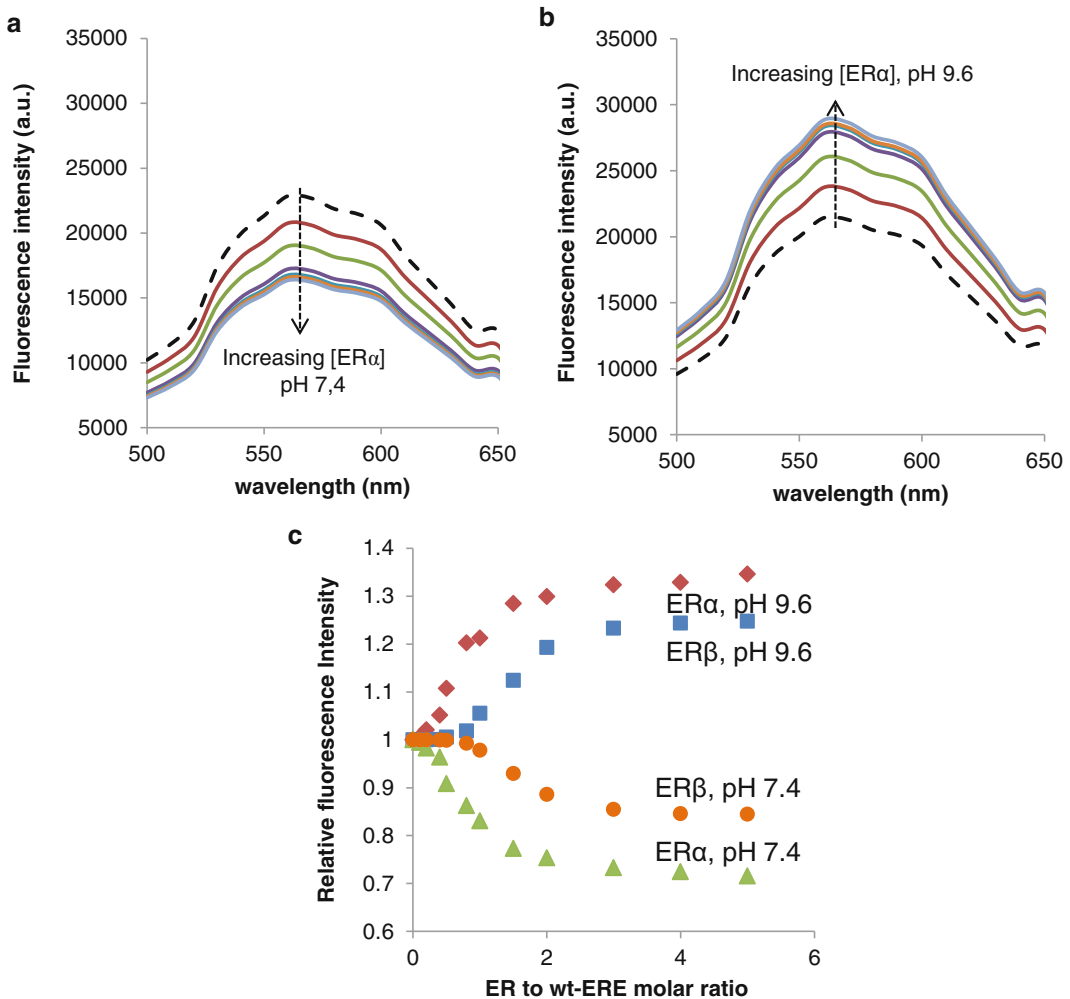 a
35000
30000
25000
20000
15000
10000
5000
500
550
600
650
Fluorescence intensity (a.u.)
wavelength (nm)
Increasing [ERα]
pH 7,4
b
35000
30000
25000
20000
15000
10000
5000
500
550
600
650
Fluorescence intensity (a.u.)
wavelength (nm)
Increasing [ERα], pH 9.6
c
1.4
1.3
1.2
1.1
1
0.9
0.8
0.7
0.6
0
2
4
6
Relative fluorescence Intensity
ER to wt-ERE molar ratio
ERα, pH 9.6
ERβ, pH 9.6
ERβ, pH 7.4
ERα, pH 7.4